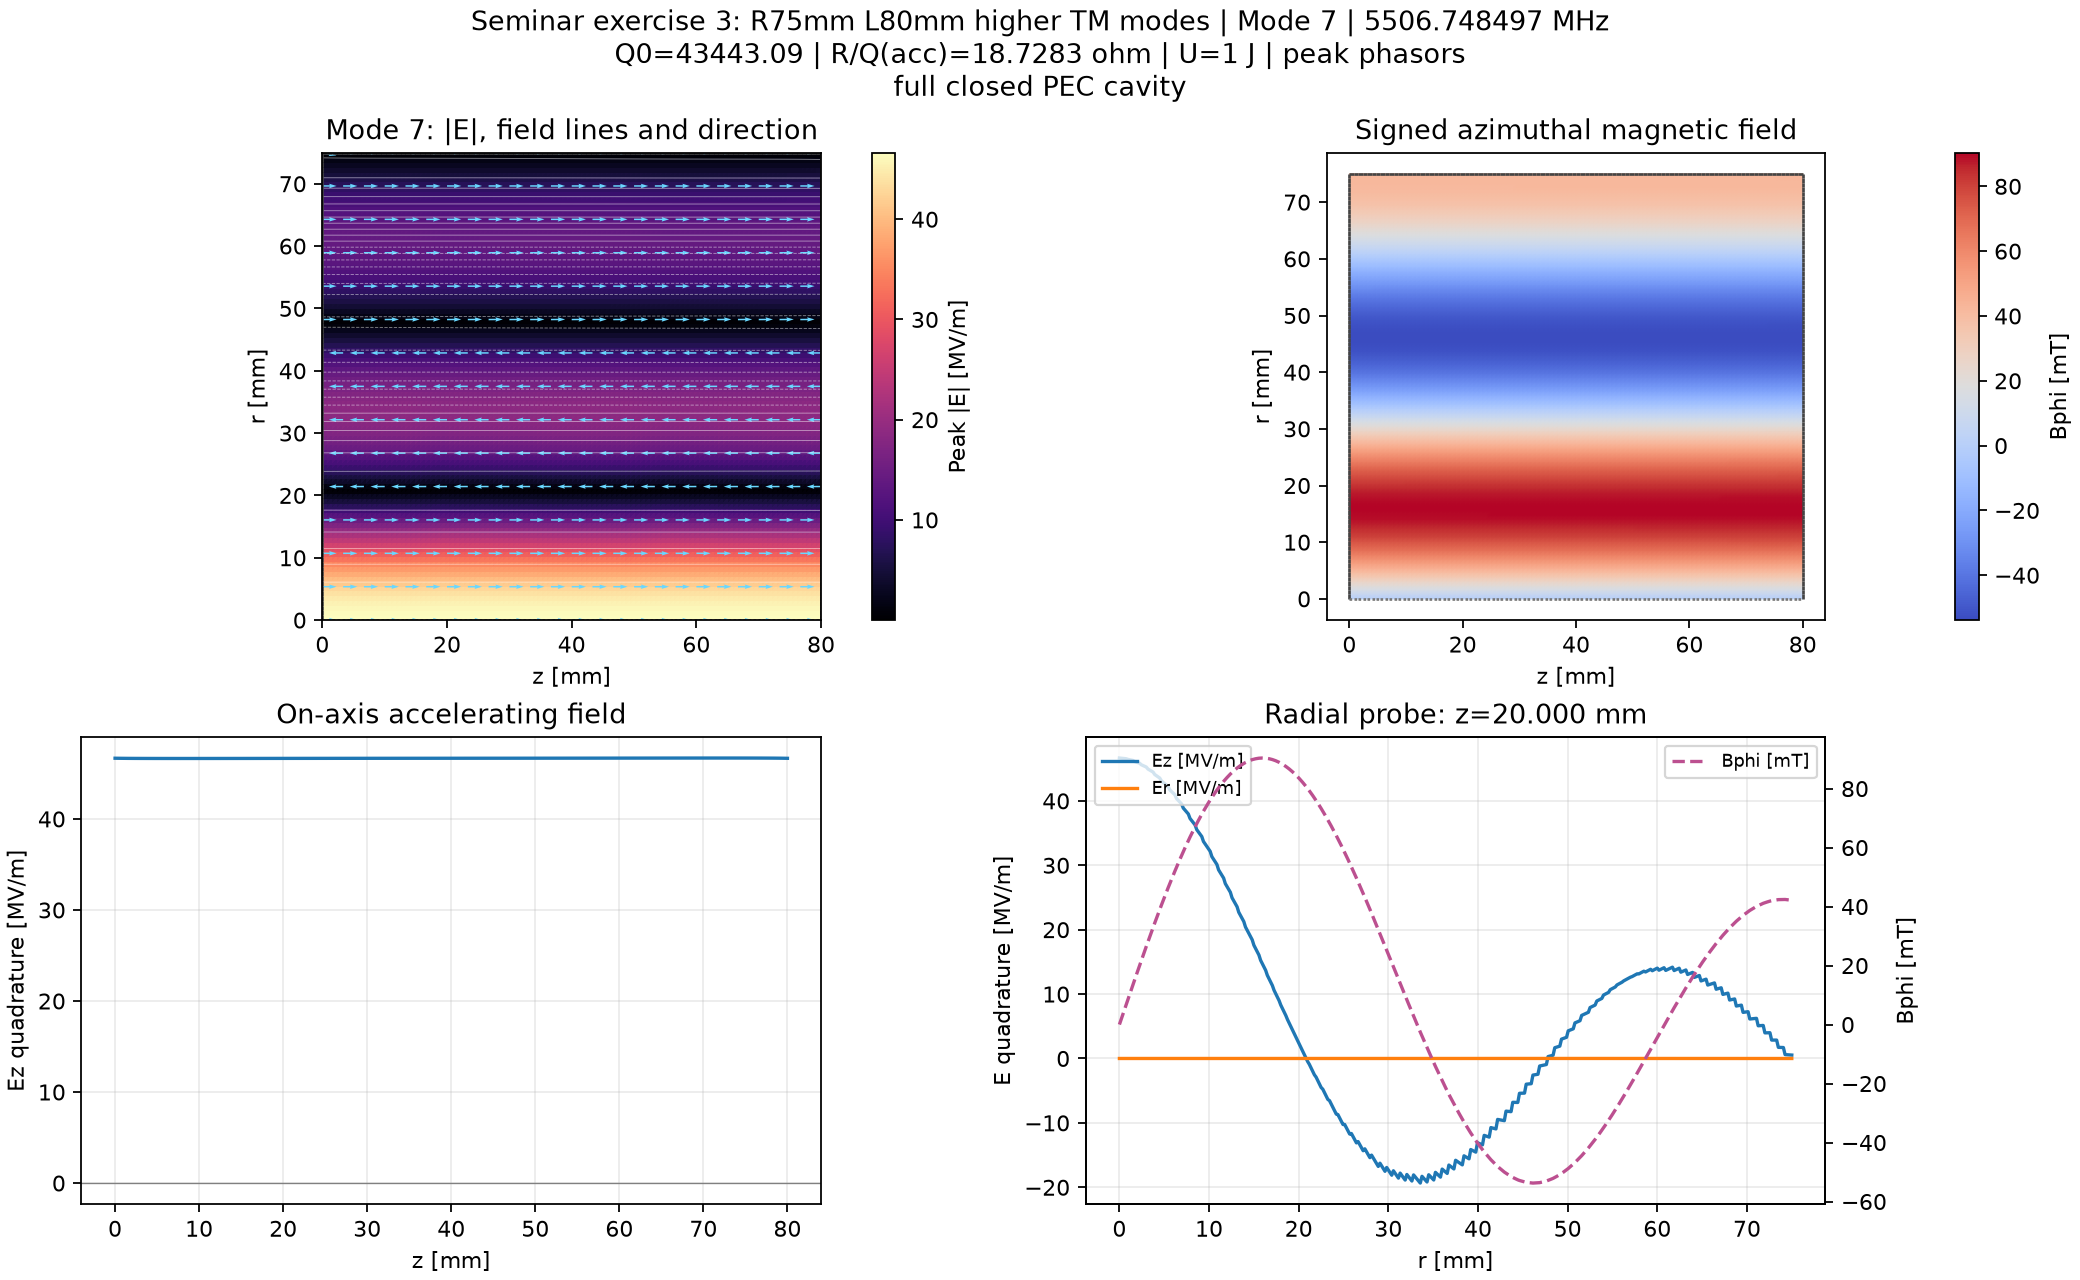 Seminar exercise 3: R75mm L80mm higher TM modes | Mode 7 | 5506.748497 MHz
Q0=43443.09 | R/Q(acc)=18.7283 ohm | U=1 J | peak phasors
full closed PEC cavity
Mode 7: |E|, field lines and direction
70
60
50
40
30
20
10
0
r [mm]
0 20 40 60 80
z [mm]
40
30
20
10
Peak |E| [MV/m]
Signed azimuthal magnetic field
70
60
50
40
30
20
10
0
r [mm]
0 20 40 60 80
z [mm]
80
60
40
20
0
−20
−40
Bphi [mT]
On-axis accelerating field
40
30
20
10
0
Ez quadrature [MV/m]
0 10 20 30 40 50 60 70 80
z [mm]
Radial probe: z=20.000 mm
Ez [MV/m]
Er [MV/m]
Bphi [mT]
40
30
20
10
0
−10
−20
E quadrature [MV/m]
0 10 20 30 40 50 60 70
r [mm]
80
60
40
20
0
−20
−40
−60
Bphi [mT]